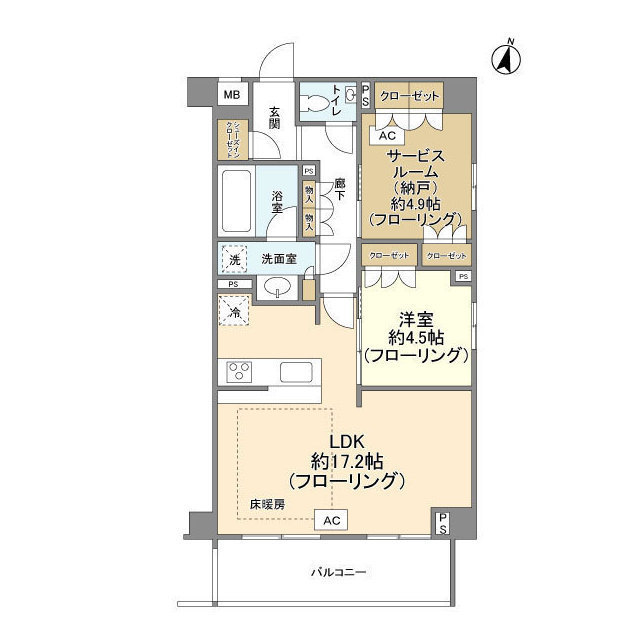 N
MB
玄関
トイレ
PS
クローゼット
AC
シューズイン
クローゼット
サービス
ルーム
(納戸)
約4.9帖
(フローリング)
PS
物入
物入
廊下
浴室
洗
洗面室
クローゼット
クローゼット
PS
PS
冷
洋室
約4.5帖
(フローリング)
LDK
約17.2帖
(フローリング)
床暖房
AC
PS
バルコニー